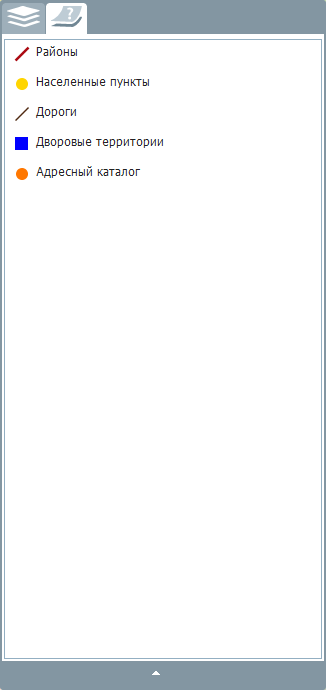 ?
Районы
Населенные пункты
Дороги
Дворовые территории
Адресный каталог